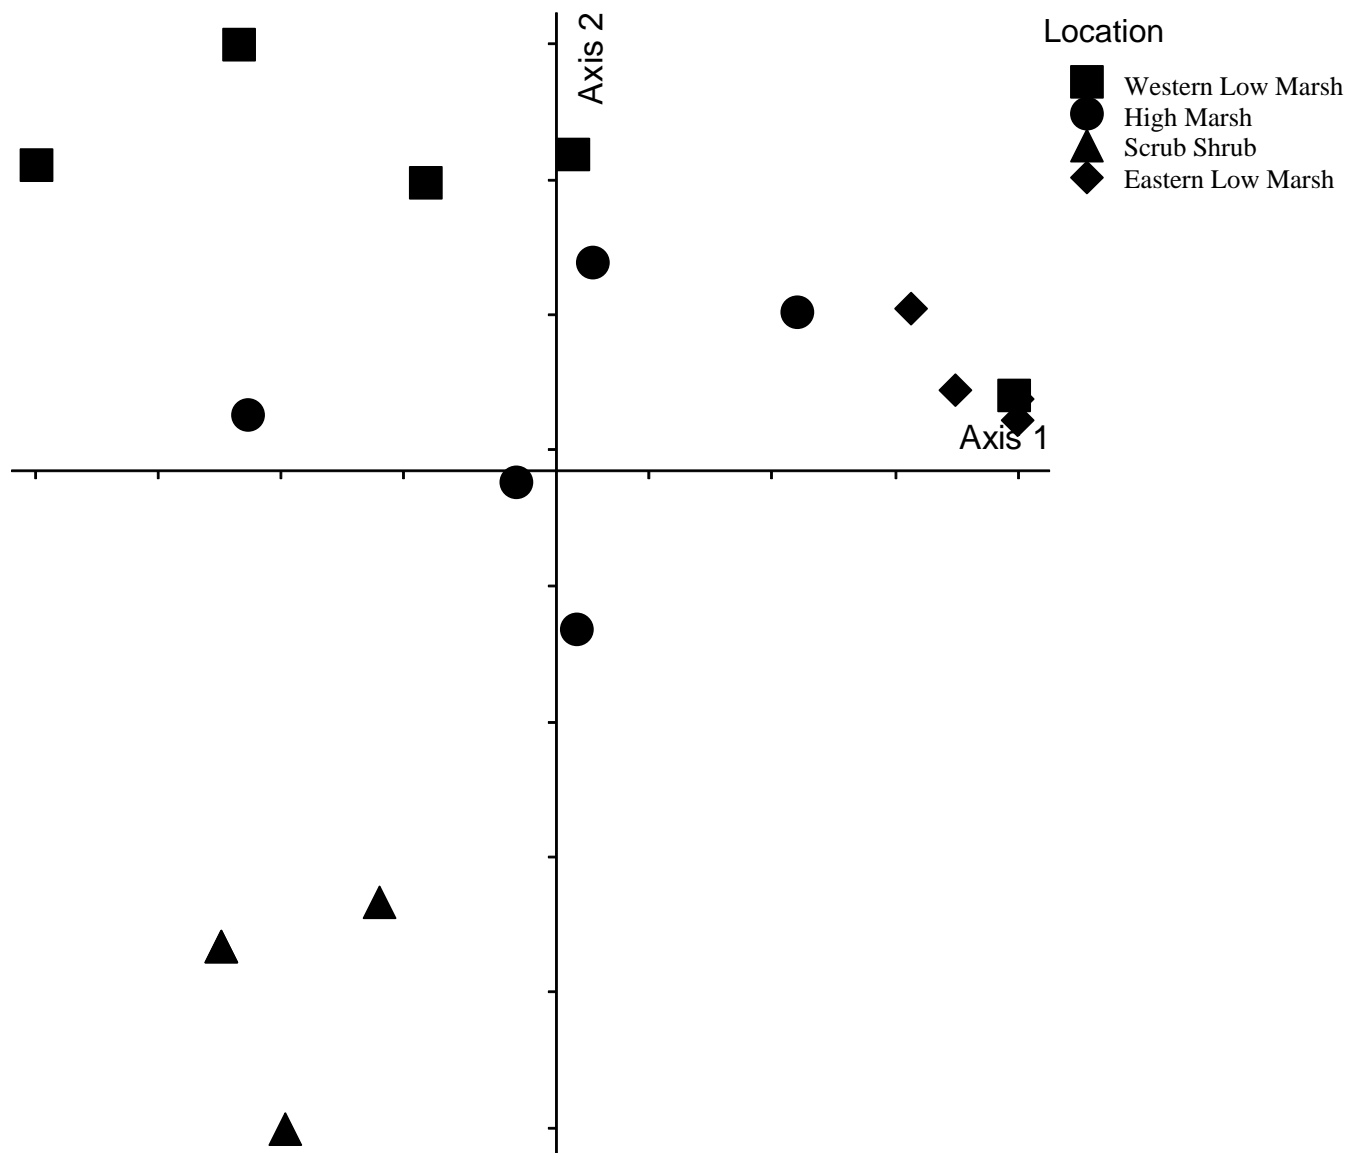 Axis 2
Location
Western Low Marsh
High Marsh
Scrub Shrub
Eastern Low Marsh
Axis 1